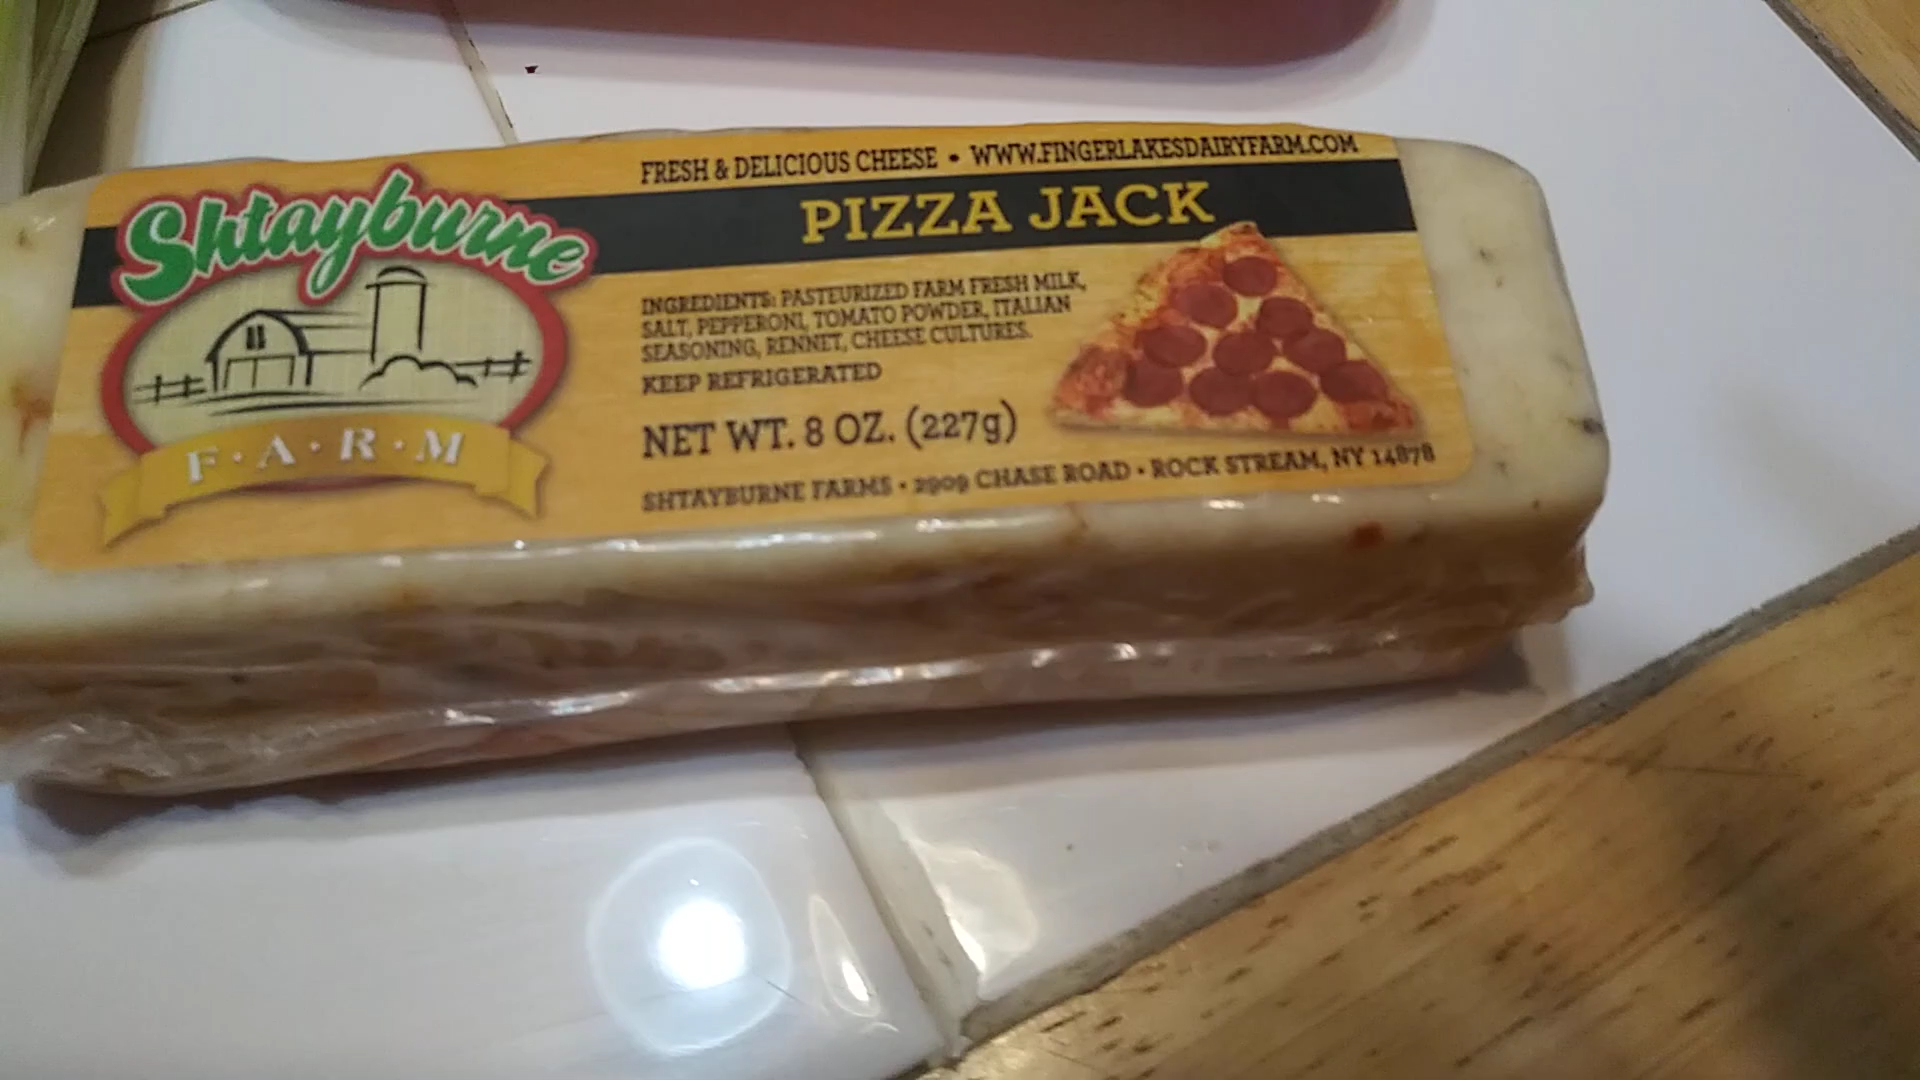 FRESH & DELICIOUS CHEESE • WWW.FINGERLAKESDAIRYFARM.COM
Shtayburne
F•A•R•M
PIZZA JACK
INGREDIENTS: PASTEURIZED FARM FRESH MILK,
SALT, PEPPERONI, TOMATO POWDER, ITALIAN
SEASONING, RENNET, CHEESE CULTURES.
KEEP REFRIGERATED
NET WT. 8 OZ. (227g)
SHTAYBURNE FARMS • 2909 CHASE ROAD • ROCK STREAM, NY 14878